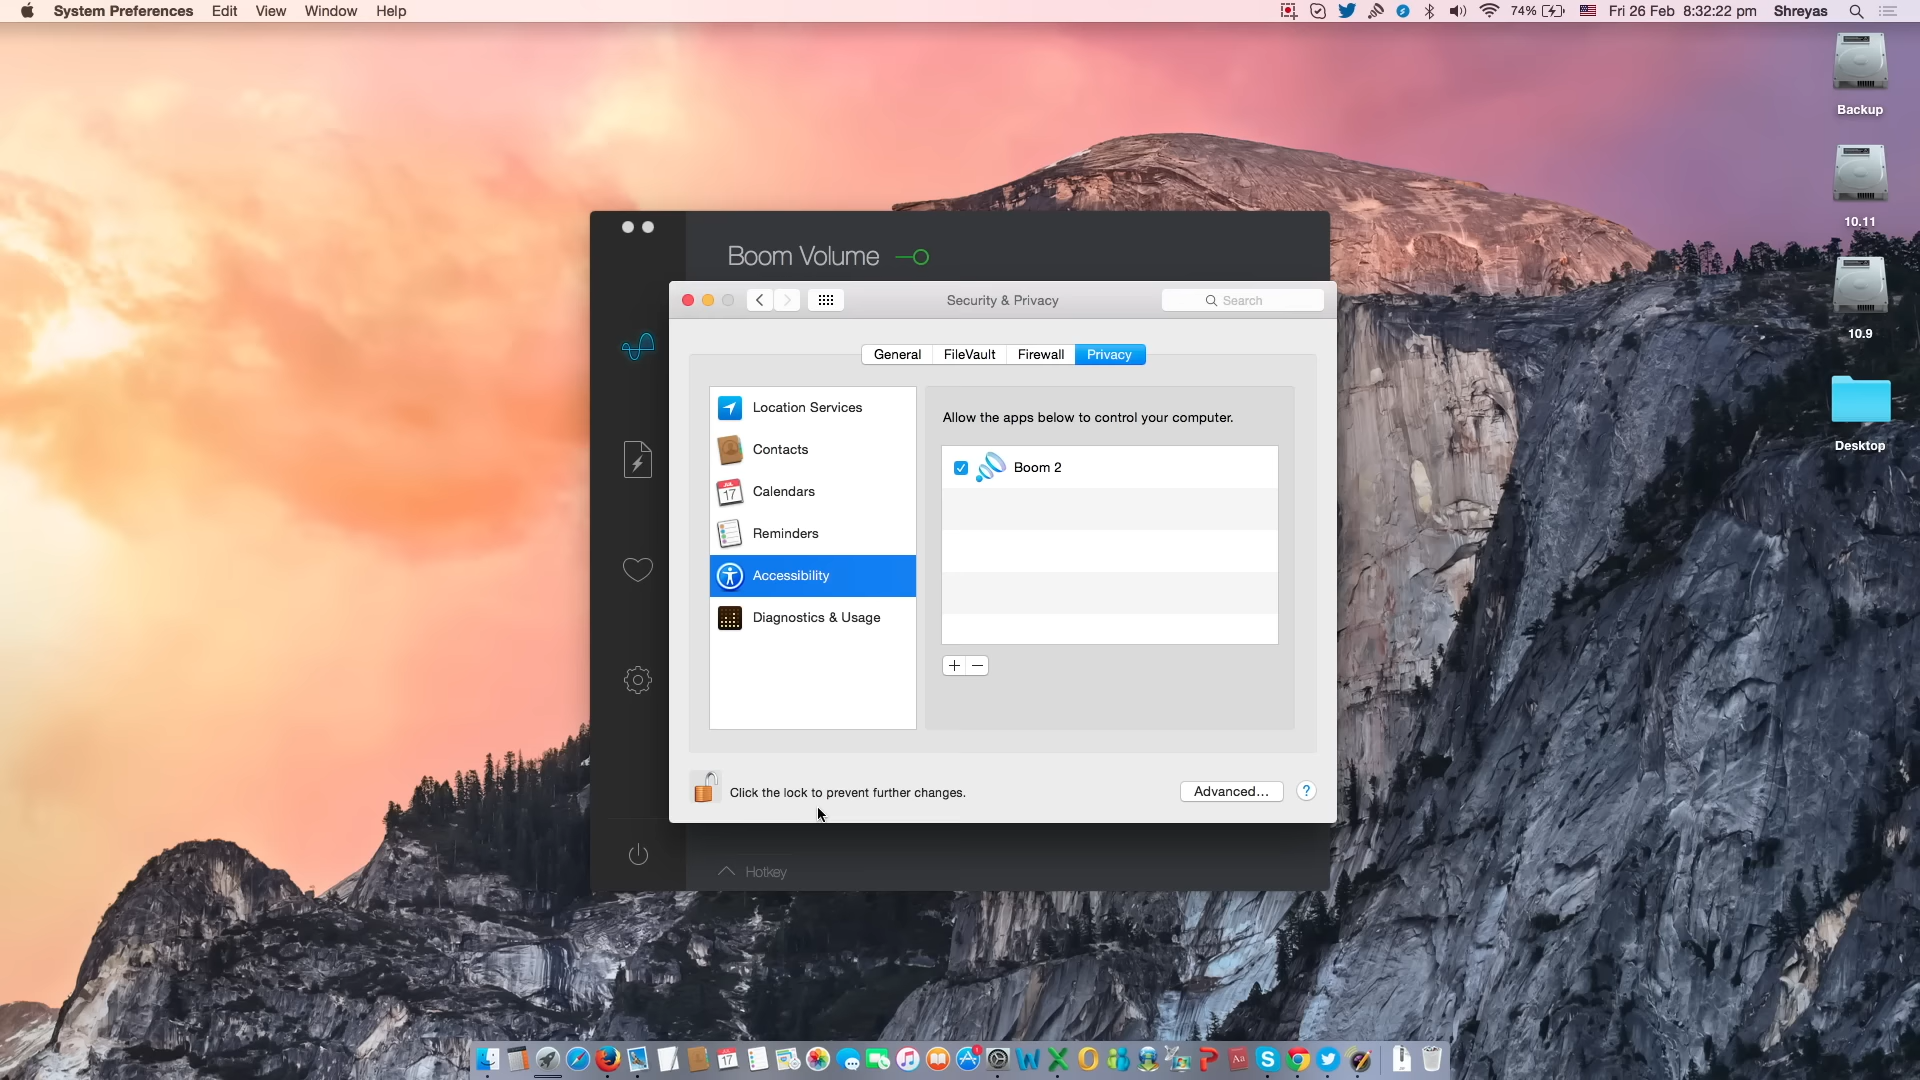 System Preferences Edit View Window Help
74% Fri 26 Feb 8:32:22 pm Shreyas
Backup
10.11
10.9
Desktop
Boom Volume
Security & Privacy
Search
General FileVault Firewall Privacy
Location Services
Contacts
Calendars
Reminders
Accessibility
Diagnostics & Usage
Allow the apps below to control your computer.
Boom 2
Click the lock to prevent further changes.
Advanced...
?
Hotkey